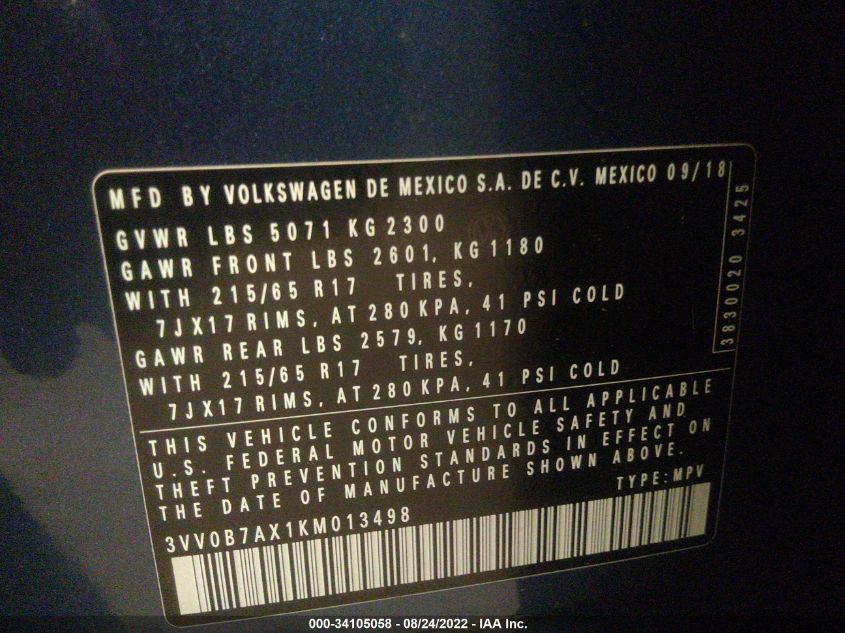 MFD BY VOLKSWAGEN DE MEXICO S.A. DE C.V. MEXICO 09/18
GVWR LBS 5071 KG 2300
GAWR FRONT LBS 2601, KG 1180
WITH 215/65 R17 TIRES,
7JX17 RIMS, AT 280 KPA, 41 PSI COLD
GAWR REAR LBS 2579, KG 1170
WITH 215/65 R17 TIRES,
7JX17 RIMS, AT 280 KPA, 41 PSI COLD
3830020 3425
THIS VEHICLE CONFORMS TO ALL APPLICABLE
U.S. FEDERAL MOTOR VEHICLE SAFETY AND
THEFT PREVENTION STANDARDS IN EFFECT ON
THE DATE OF MANUFACTURE SHOWN ABOVE.
TYPE: MPV
3VV0B7AX1KM013498
000-34105058 - 08/24/2022 - IAA Inc.